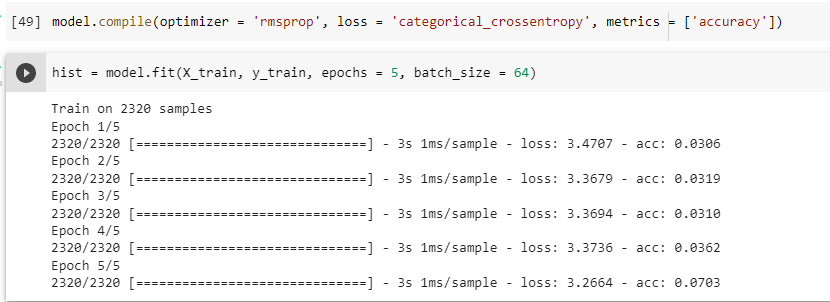 [49] model.compile(optimizer = 'rmsprop', loss = 'categorical_crossentropy', metrics = ['accuracy'])
hist = model.fit(X_train, y_train, epochs = 5, batch_size = 64)
Train on 2320 samples
Epoch 1/5
2320/2320 [==============================] - 3s 1ms/sample - loss: 3.4707 - acc: 0.0306
Epoch 2/5
2320/2320 [==============================] - 3s 1ms/sample - loss: 3.3679 - acc: 0.0319
Epoch 3/5
2320/2320 [==============================] - 3s 1ms/sample - loss: 3.3694 - acc: 0.0310
Epoch 4/5
2320/2320 [==============================] - 3s 1ms/sample - loss: 3.3736 - acc: 0.0362
Epoch 5/5
2320/2320 [==============================] - 3s 1ms/sample - loss: 3.2664 - acc: 0.0703